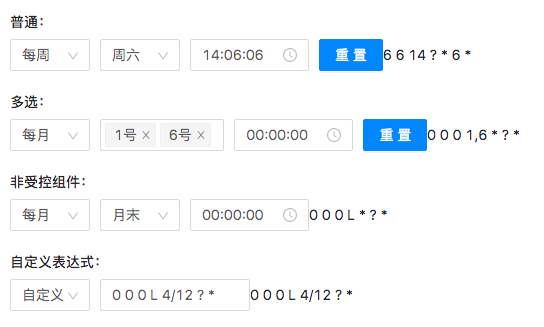 普通：
每周 周六 14:06:06 重 置 6 6 14 ? * 6 *
多选：
每月 1号 × 6号 × 00:00:00 重 置 0 0 0 1,6 * ? *
非受控组件：
每月 月末 00:00:00 0 0 0 L * ? *
自定义表达式：
自定义 0 0 0 L 4/12 ? * 0 0 0 L 4/12 ? *